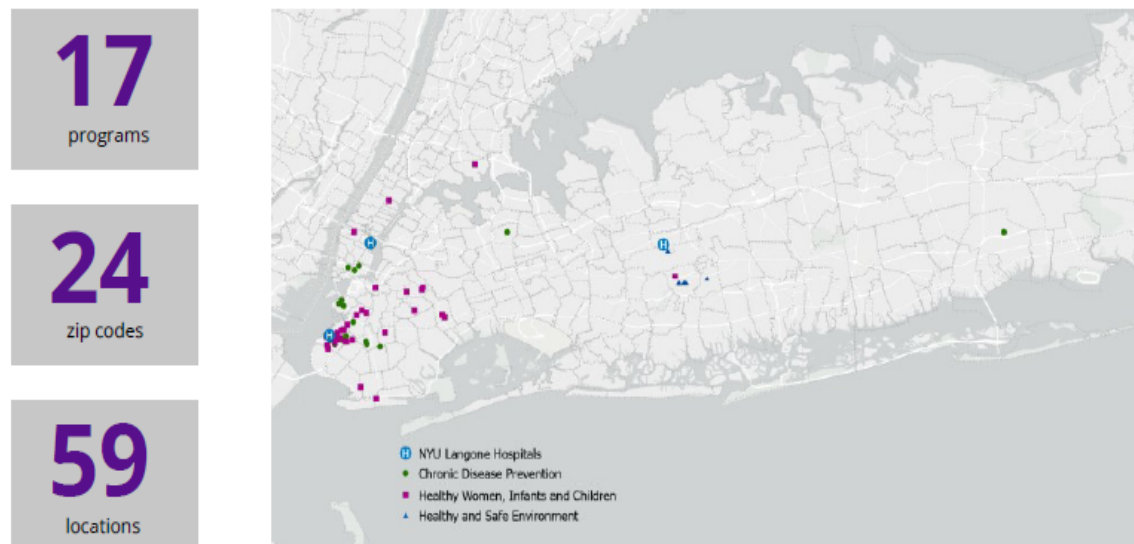 17
programs
24
zip codes
59
locations
H
H
H
H NYU Langone Hospitals
Chronic Disease Prevention
Healthy Women, Infants and Children
Healthy and Safe Environment